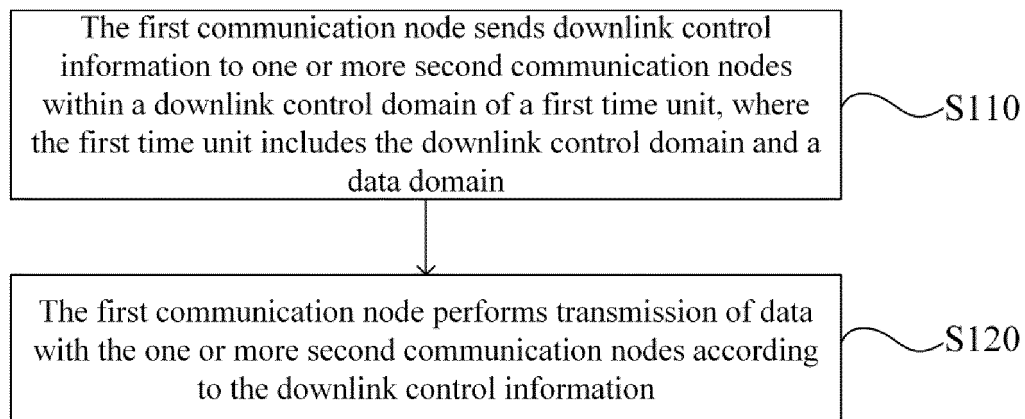 The first communication node sends downlink control
information to one or more second communication nodes
within a downlink control domain of a first time unit, where
the first time unit includes the downlink control domain and a
data domain
S110
The first communication node performs transmission of data
with the one or more second communication nodes according
to the downlink control information
S120